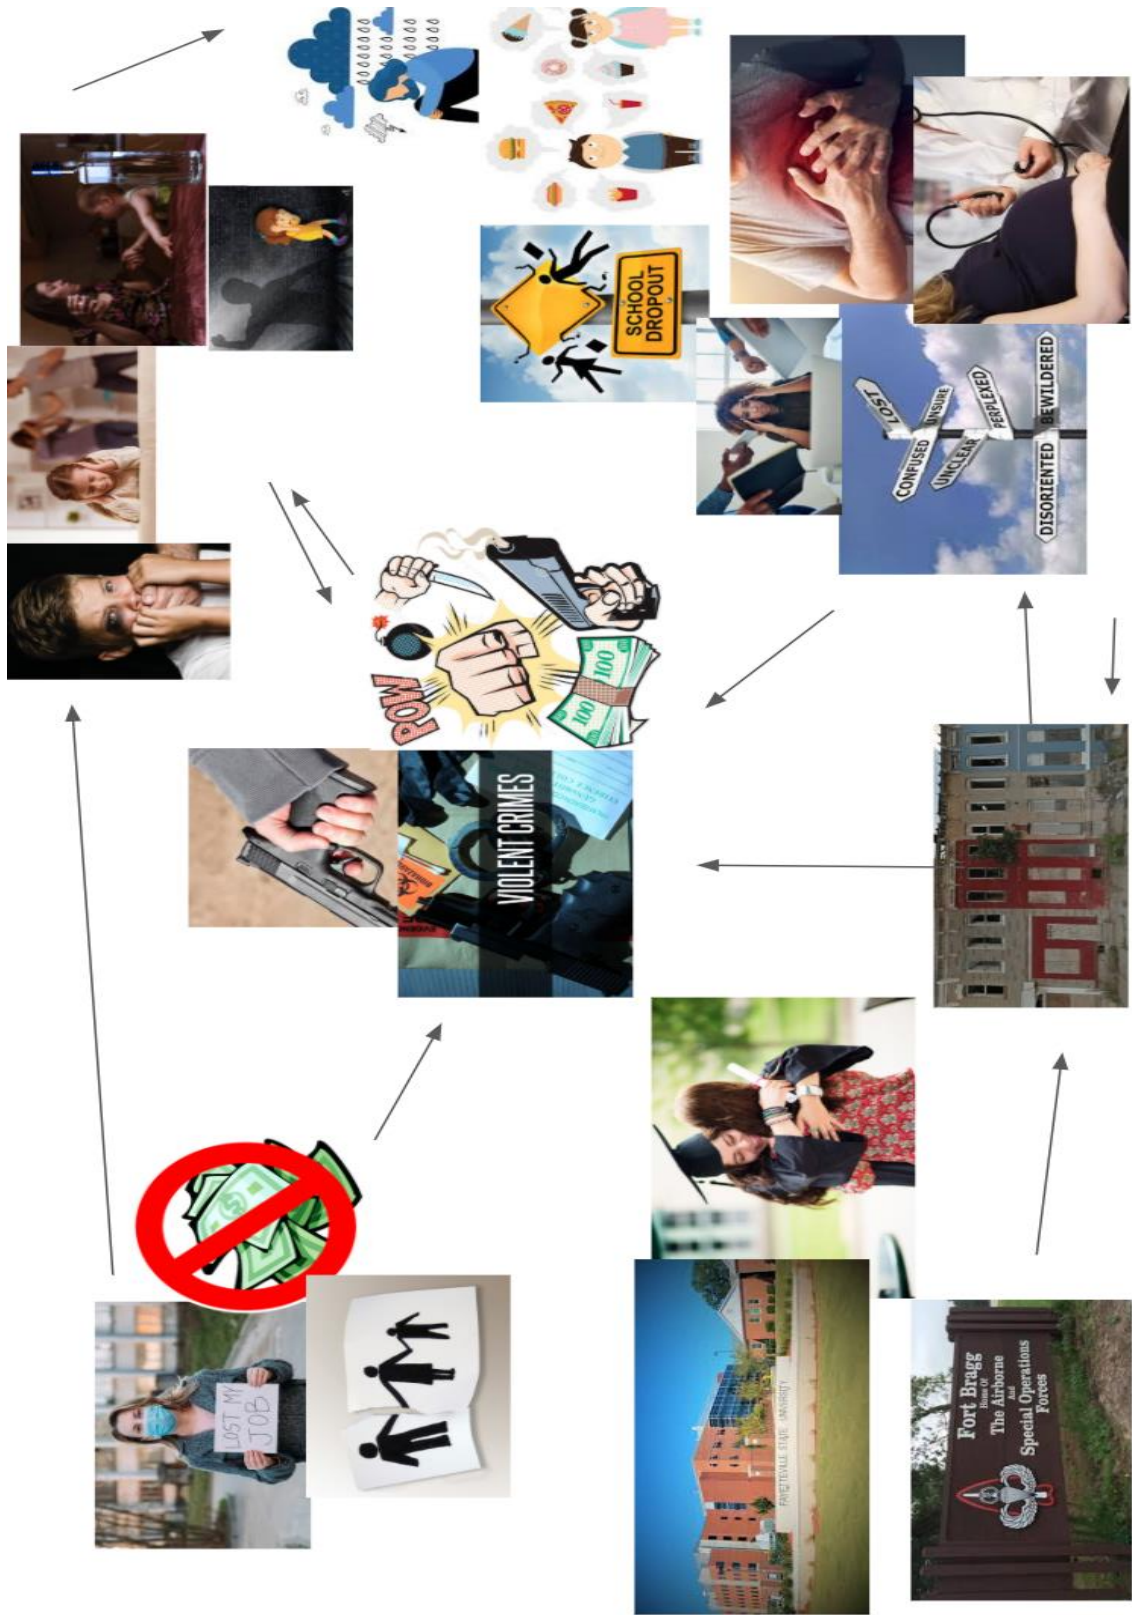 SCHOOL
DROPOUT
LOST
CONFUSED
UNSURE
UNCLEAR
PERPLEXED
DISORIENTED
BEWILDERED
POW
100
100
VIOLENT CRIMES
LOST MY
JOB
FAYETTEVILLE STATE UNIVERSITY
Fort Bragg
Home Of
The Airborne
And
Special Operations
Forces